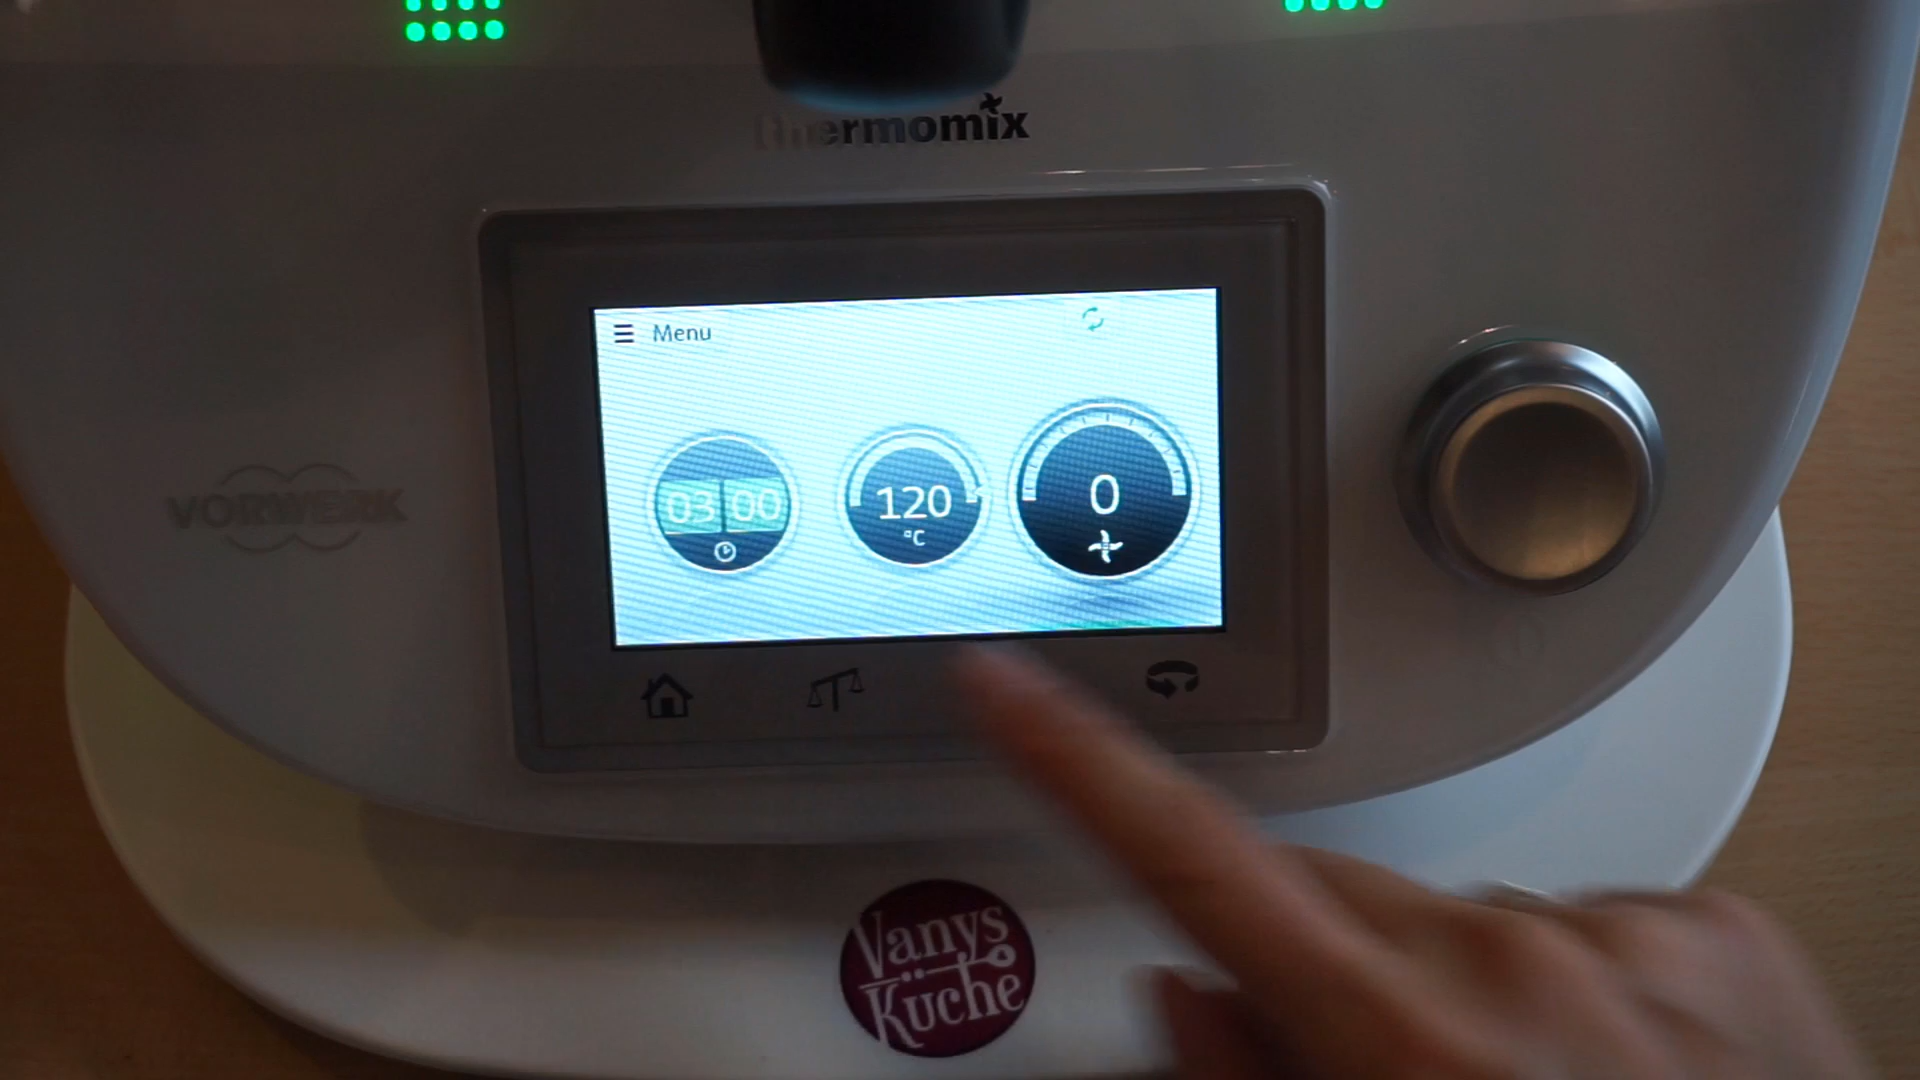 thermomix
Menu
03 00
120
°C
0
VORWERK
Vanys
Küche